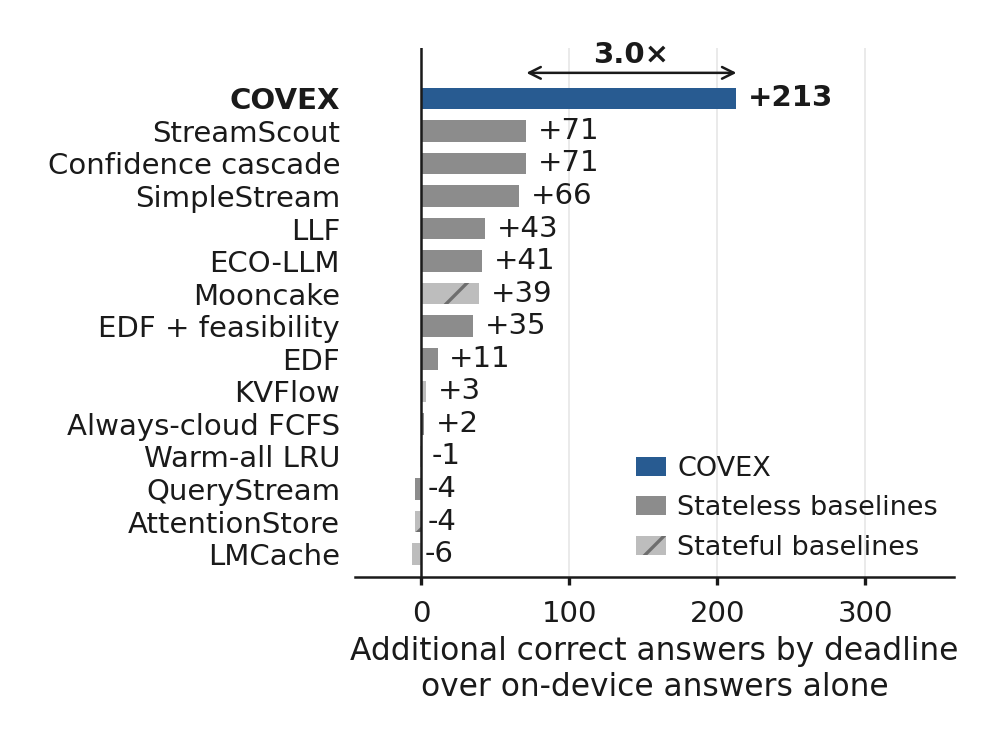 3.0×
COVEX +213
StreamScout +71
Confidence cascade +71
SimpleStream +66
LLF +43
ECO-LLM +41
Mooncake +39
EDF + feasibility +35
EDF +11
KVFlow +3
Always-cloud FCFS +2
Warm-all LRU -1
QueryStream -4
AttentionStore -4
LMCache -6
COVEX
Stateless baselines
Stateful baselines
0 100 200 300
Additional correct answers by deadline
over on-device answers alone